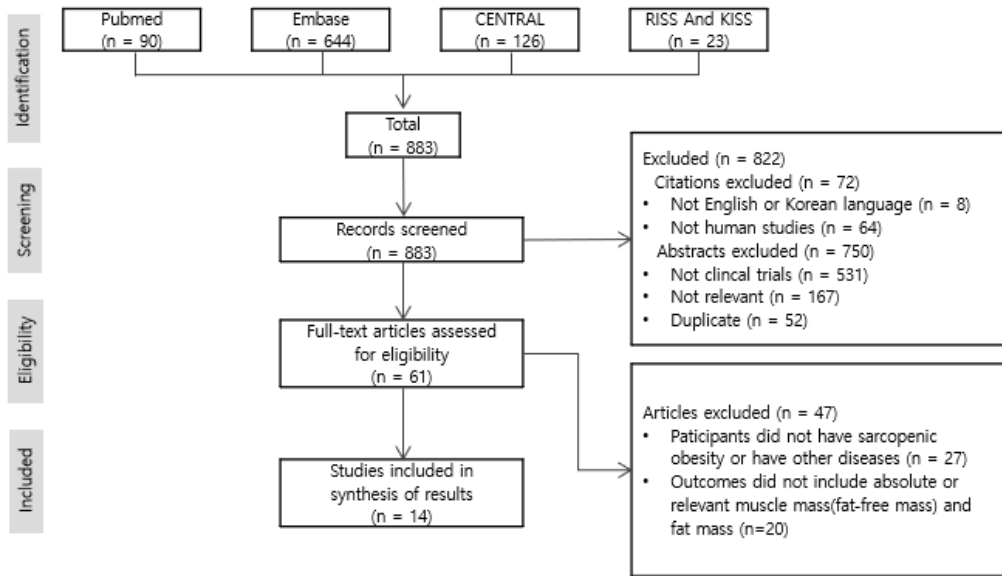 Identification
Pubmed
(n = 90)
Embase
(n = 644)
CENTRAL
(n = 126)
RISS And KISS
(n = 23)
Total
(n = 883)
Screening
Records screened
(n = 883)
Excluded (n = 822)
Citations excluded (n = 72)
• Not English or Korean language (n = 8)
• Not human studies (n = 64)
Abstracts excluded (n = 750)
• Not clincal trials (n = 531)
• Not relevant (n = 167)
• Duplicate (n = 52)
Eligibility
Full-text articles assessed
for eligibility
(n = 61)
Articles excluded (n = 47)
• Paticipants did not have sarcopenic
obesity or have other diseases (n = 27)
• Outcomes did not include absolute or
relevant muscle mass(fat-free mass) and
fat mass (n=20)
Included
Studies included in
synthesis of results
(n = 14)